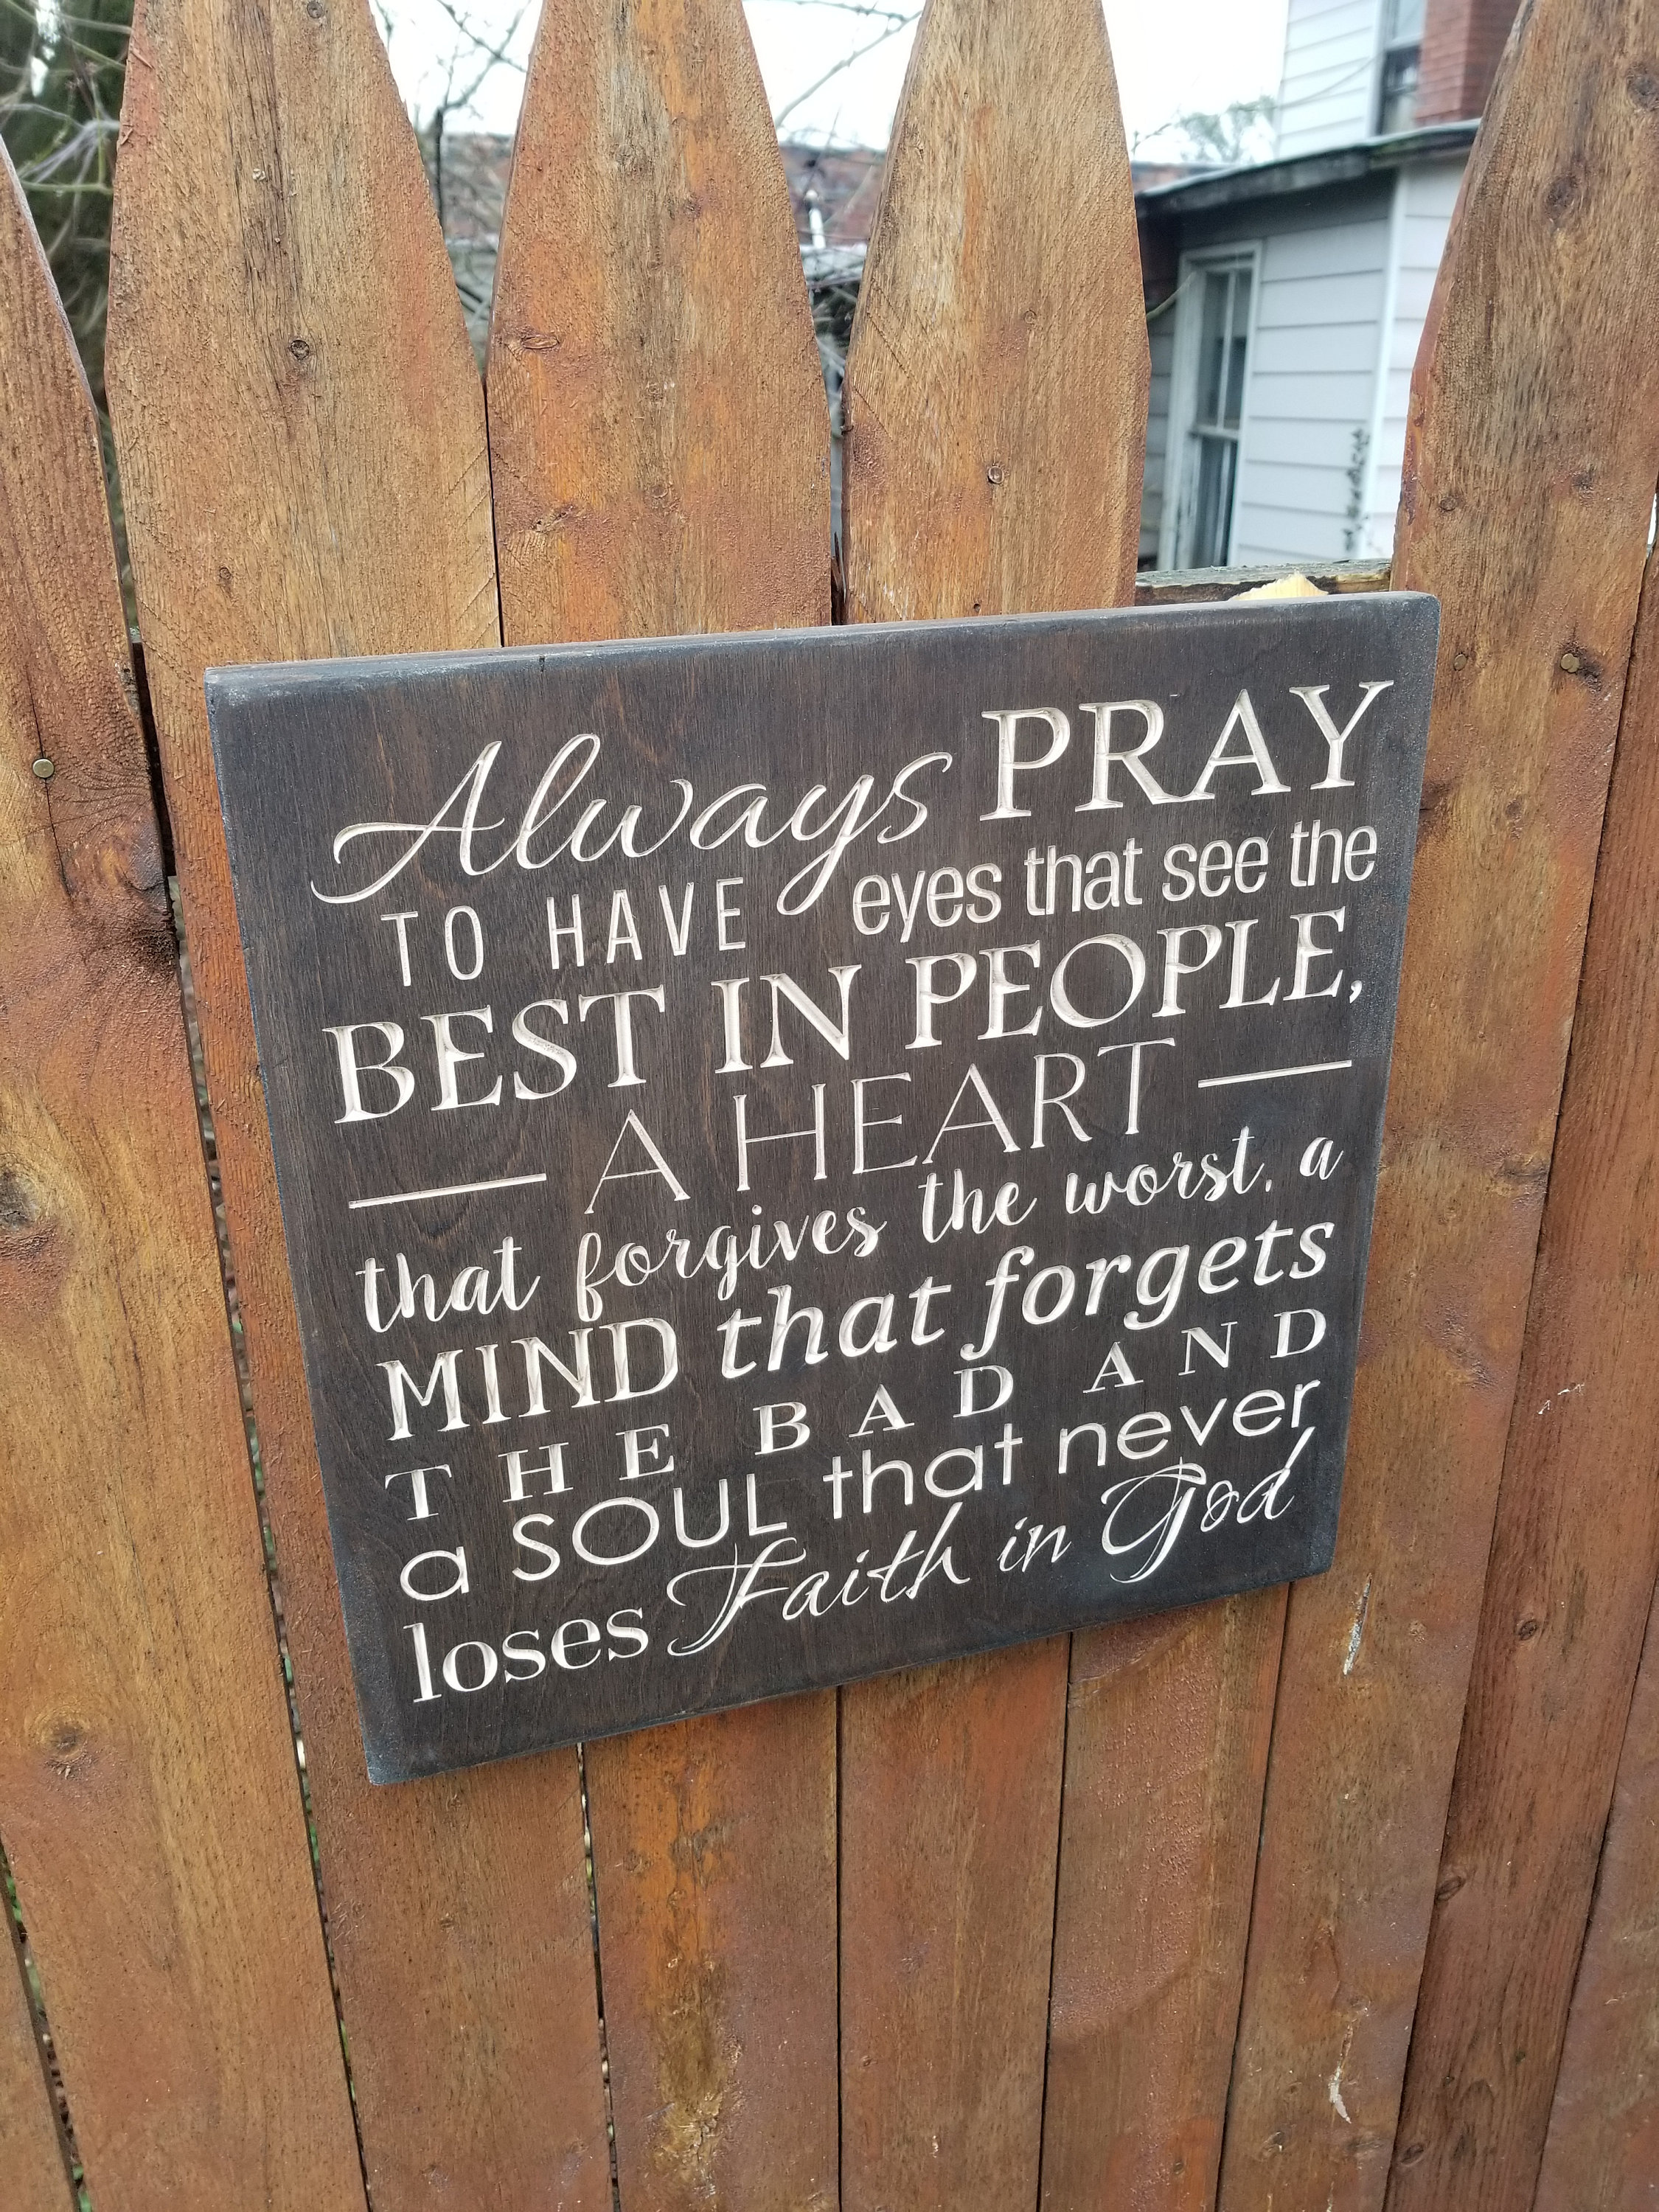 Always PRAY
TO HAVE eyes that see the
BEST IN PEOPLE,
— A HEART —
that forgives the worst, a
MIND that forgets
THE BAD AND
a SOUL that never
loses Faith in God